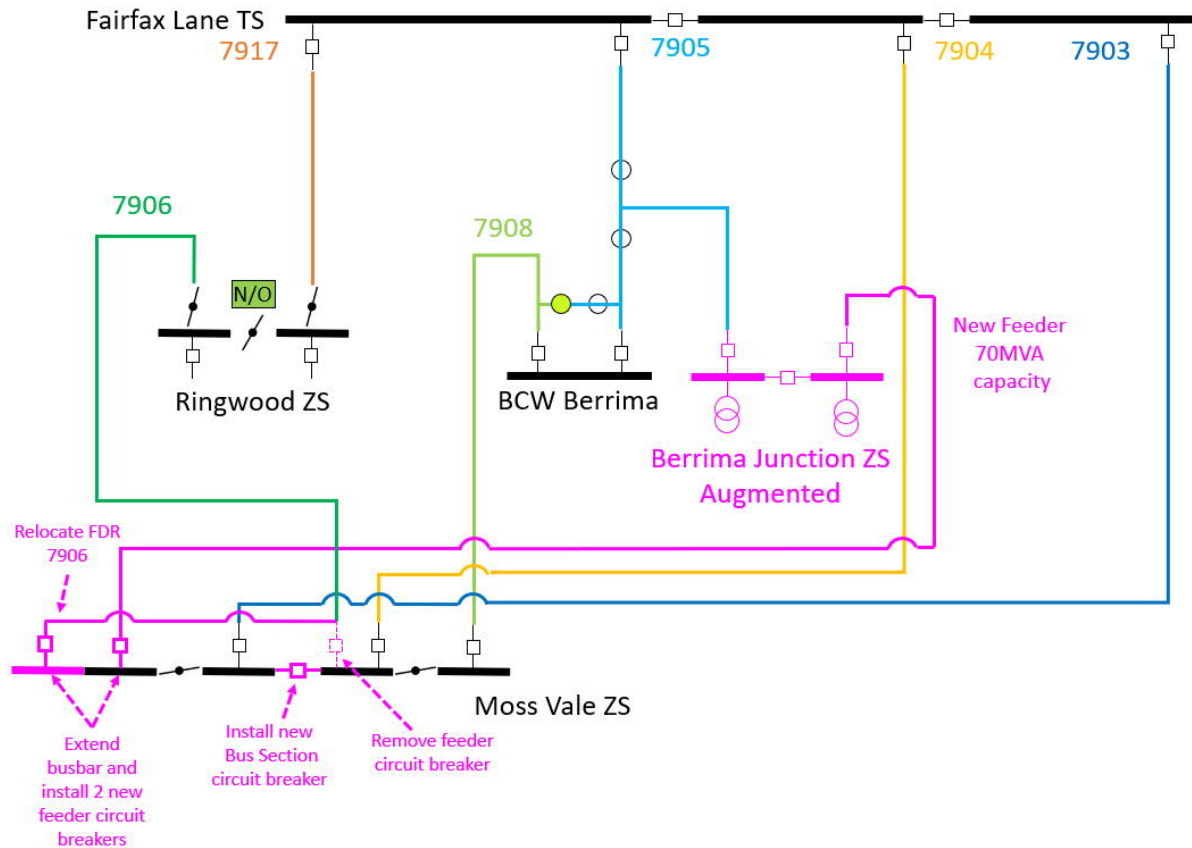 Fairfax Lane TS
7917
7905
7904
7903
7906
7908
N/O
New Feeder
70MVA
capacity
Ringwood ZS
BCW Berrima
Berrima Junction ZS
Augmented
Relocate FDR
7906
Moss Vale ZS
Extend
busbar and
install 2 new
feeder circuit
breakers
Install new
Bus Section
circuit breaker
Remove feeder
circuit breaker